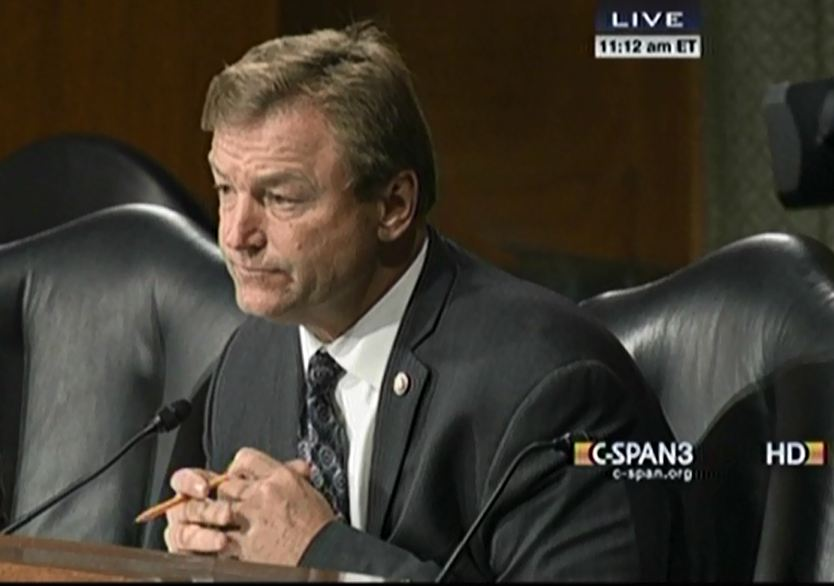 LIVE
11:12 am ET
C-SPAN3
c-span.org
HD